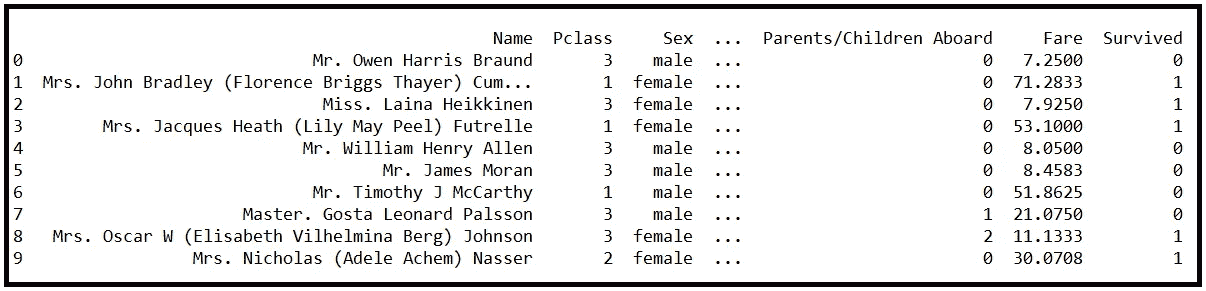 Name Pclass Sex ... Parents/Children Aboard Fare Survived
0 Mr. Owen Harris Braund 3 male ... 0 7.2500 0
1 Mrs. John Bradley (Florence Briggs Thayer) Cum... 1 female ... 0 71.2833 1
2 Miss. Laina Heikkinen 3 female ... 0 7.9250 1
3 Mrs. Jacques Heath (Lily May Peel) Futrelle 1 female ... 0 53.1000 1
4 Mr. William Henry Allen 3 male ... 0 8.0500 0
5 Mr. James Moran 3 male ... 0 8.4583 0
6 Mr. Timothy J McCarthy 1 male ... 0 51.8625 0
7 Master. Gosta Leonard Palsson 3 male ... 1 21.0750 0
8 Mrs. Oscar W (Elisabeth Vilhelmina Berg) Johnson 3 female ... 2 11.1333 1
9 Mrs. Nicholas (Adele Achem) Nasser 2 female ... 0 30.0708 1